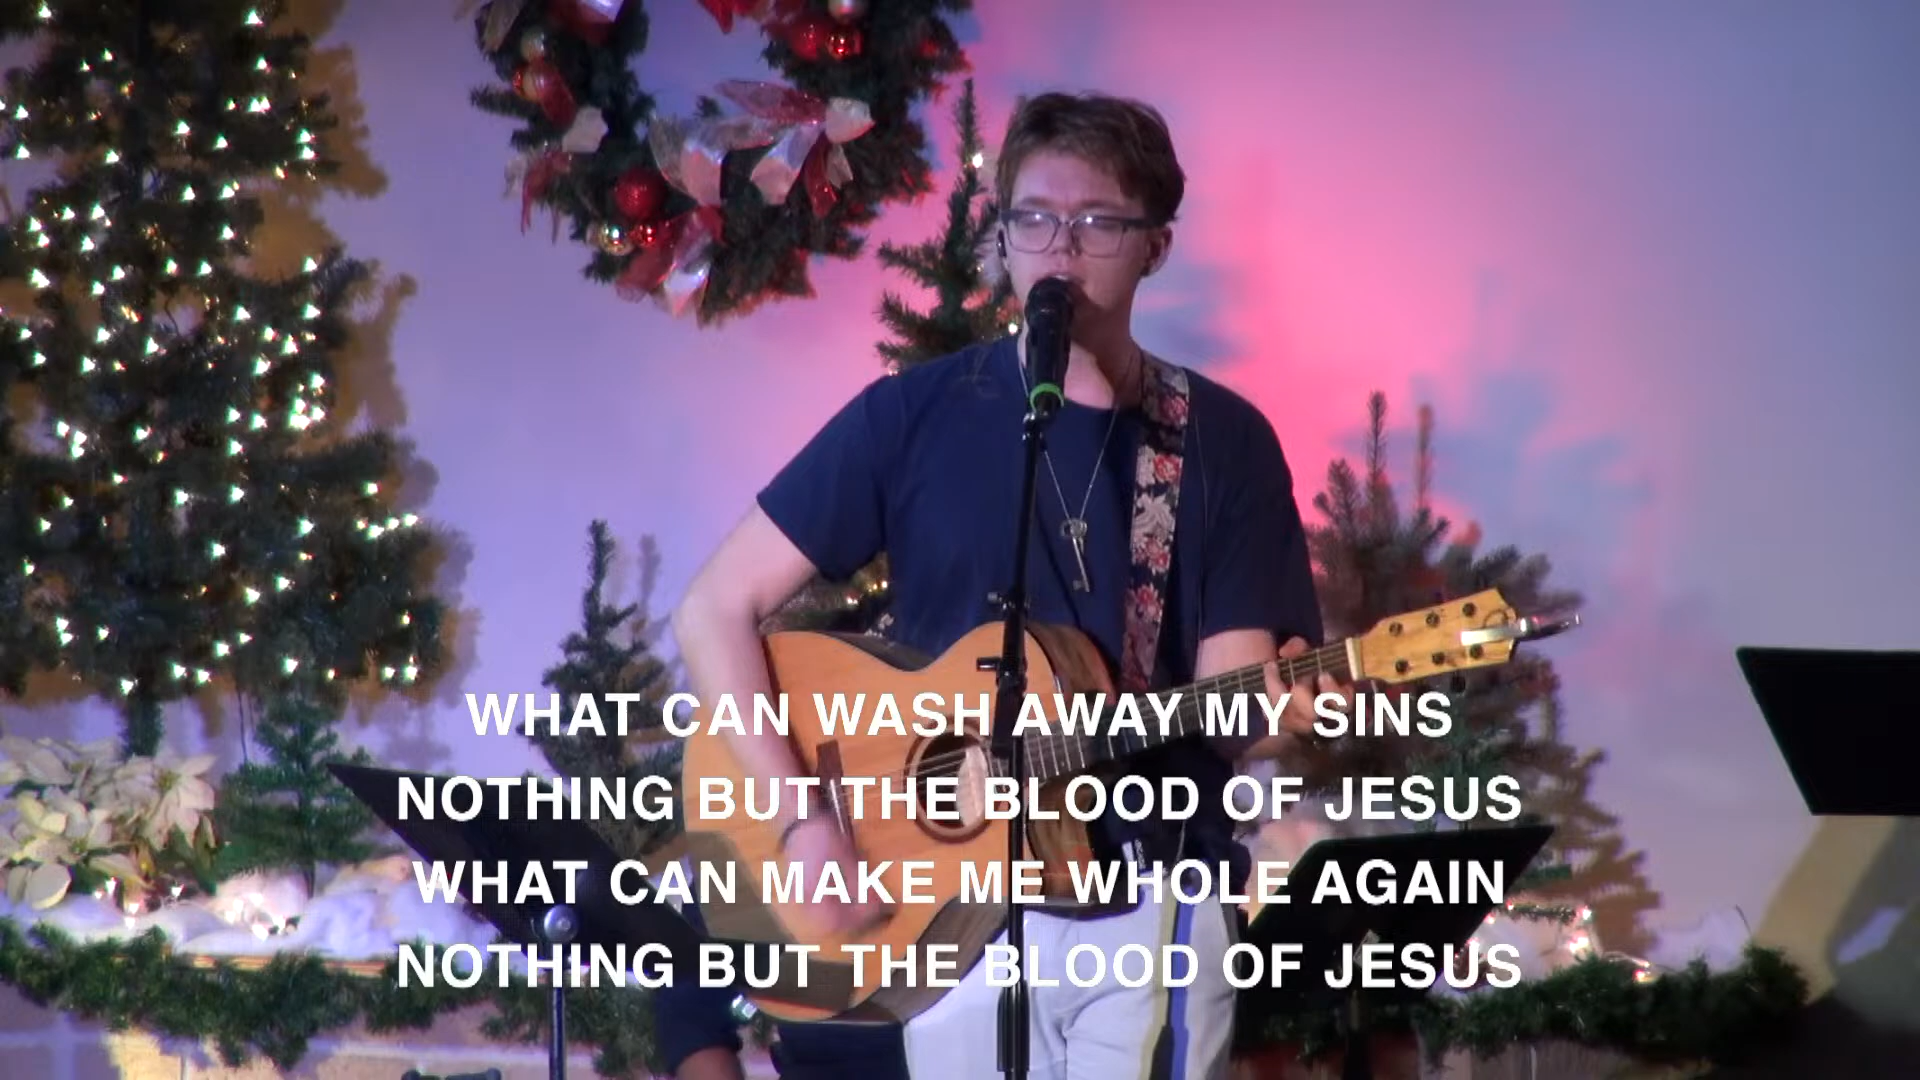 WHAT CAN WASH AWAY MY SINS
NOTHING BUT THE BLOOD OF JESUS
WHAT CAN MAKE ME WHOLE AGAIN
NOTHING BUT THE BLOOD OF JESUS